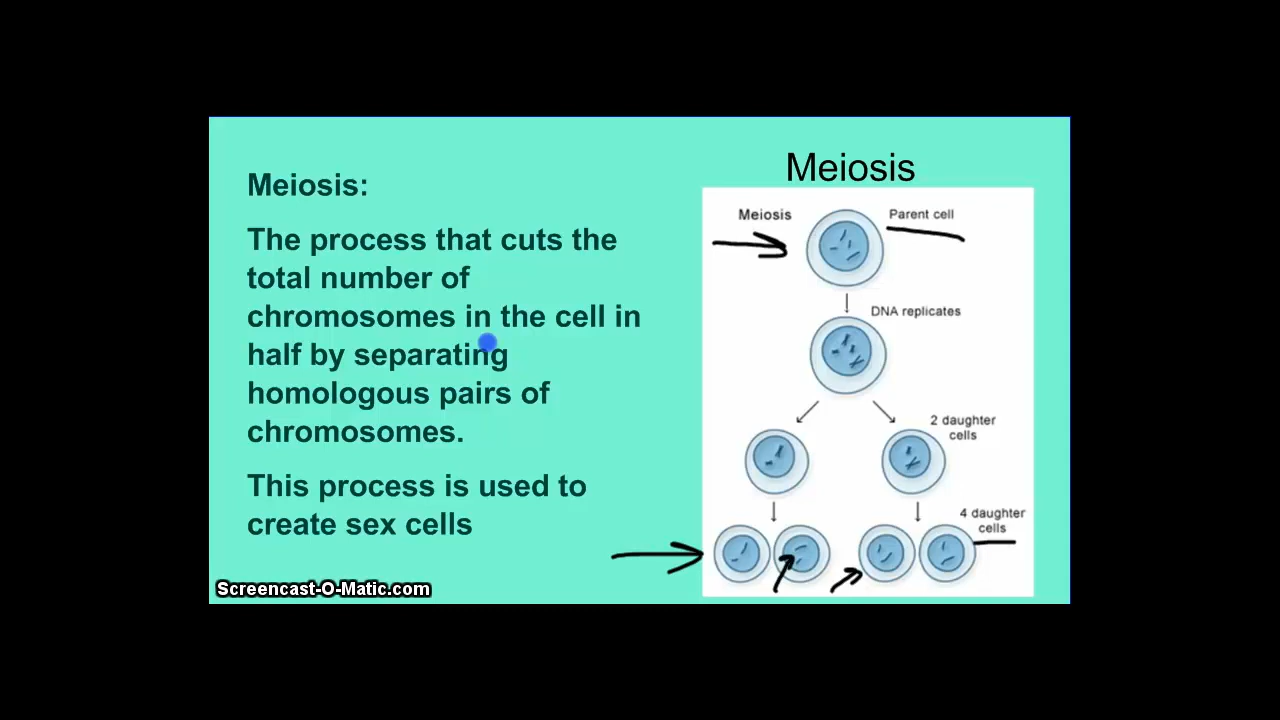 Meiosis:
The process that cuts the
total number of
chromosomes in the cell in
half by separating
homologous pairs of
chromosomes.
This process is used to
create sex cells
Screencast-O-Matic.com
Meiosis
Meiosis
Parent cell
DNA replicates
2 daughter
cells
4 daughter
cells